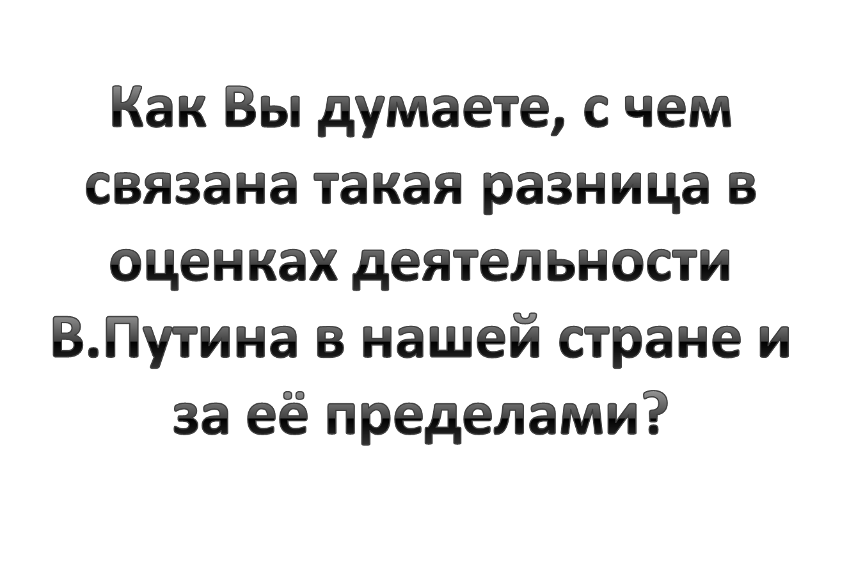 Как Вы думаете, с чем
связана такая разница в
оценках деятельности
В.Путина в нашей стране и
за её пределами?